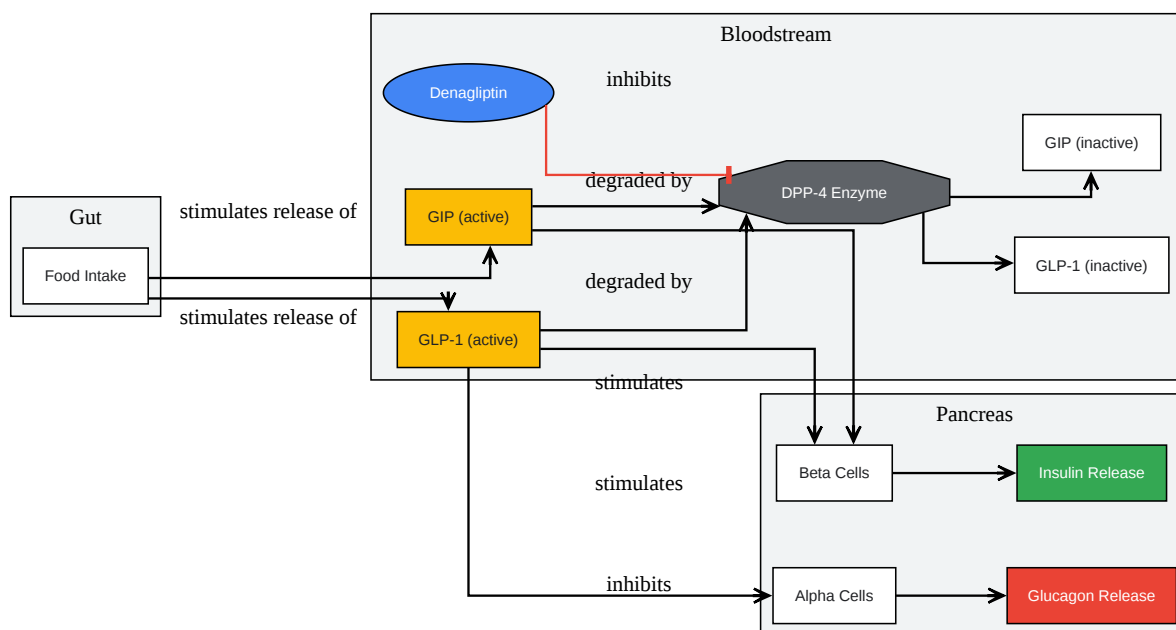 Bloodstream
Denagliptin
inhibits
GIP (inactive)
degraded by
DPP-4 Enzyme
Gut
stimulates release of
GIP (active)
Food Intake
degraded by
GLP-1 (inactive)
stimulates release of
GLP-1 (active)
stimulates
Pancreas
Beta Cells
Insulin Release
stimulates
inhibits
Alpha Cells
Glucagon Release